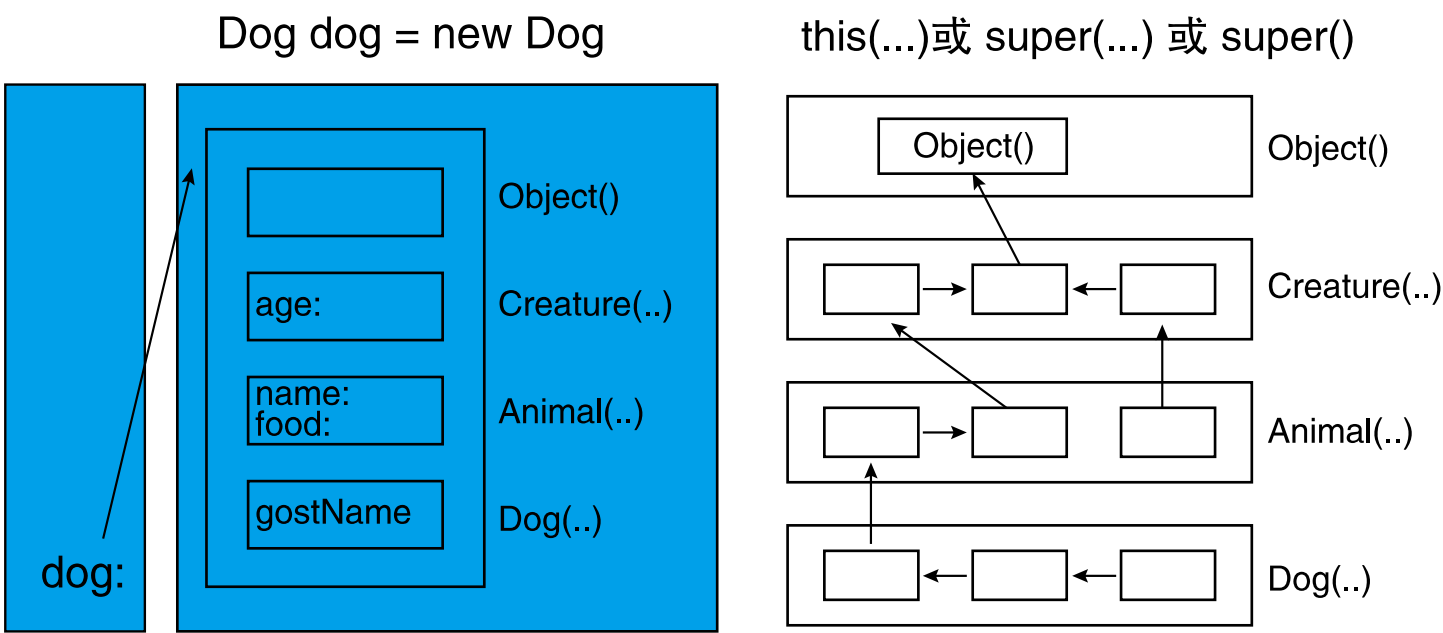 Dog dog = new Dog
this(...)或 super(...) 或 super()
Object()
age:
Creature(..)
name:
food:
Animal(..)
gostName
Dog(..)
dog:
Object()
Object()
Creature(..)
Animal(..)
Dog(..)